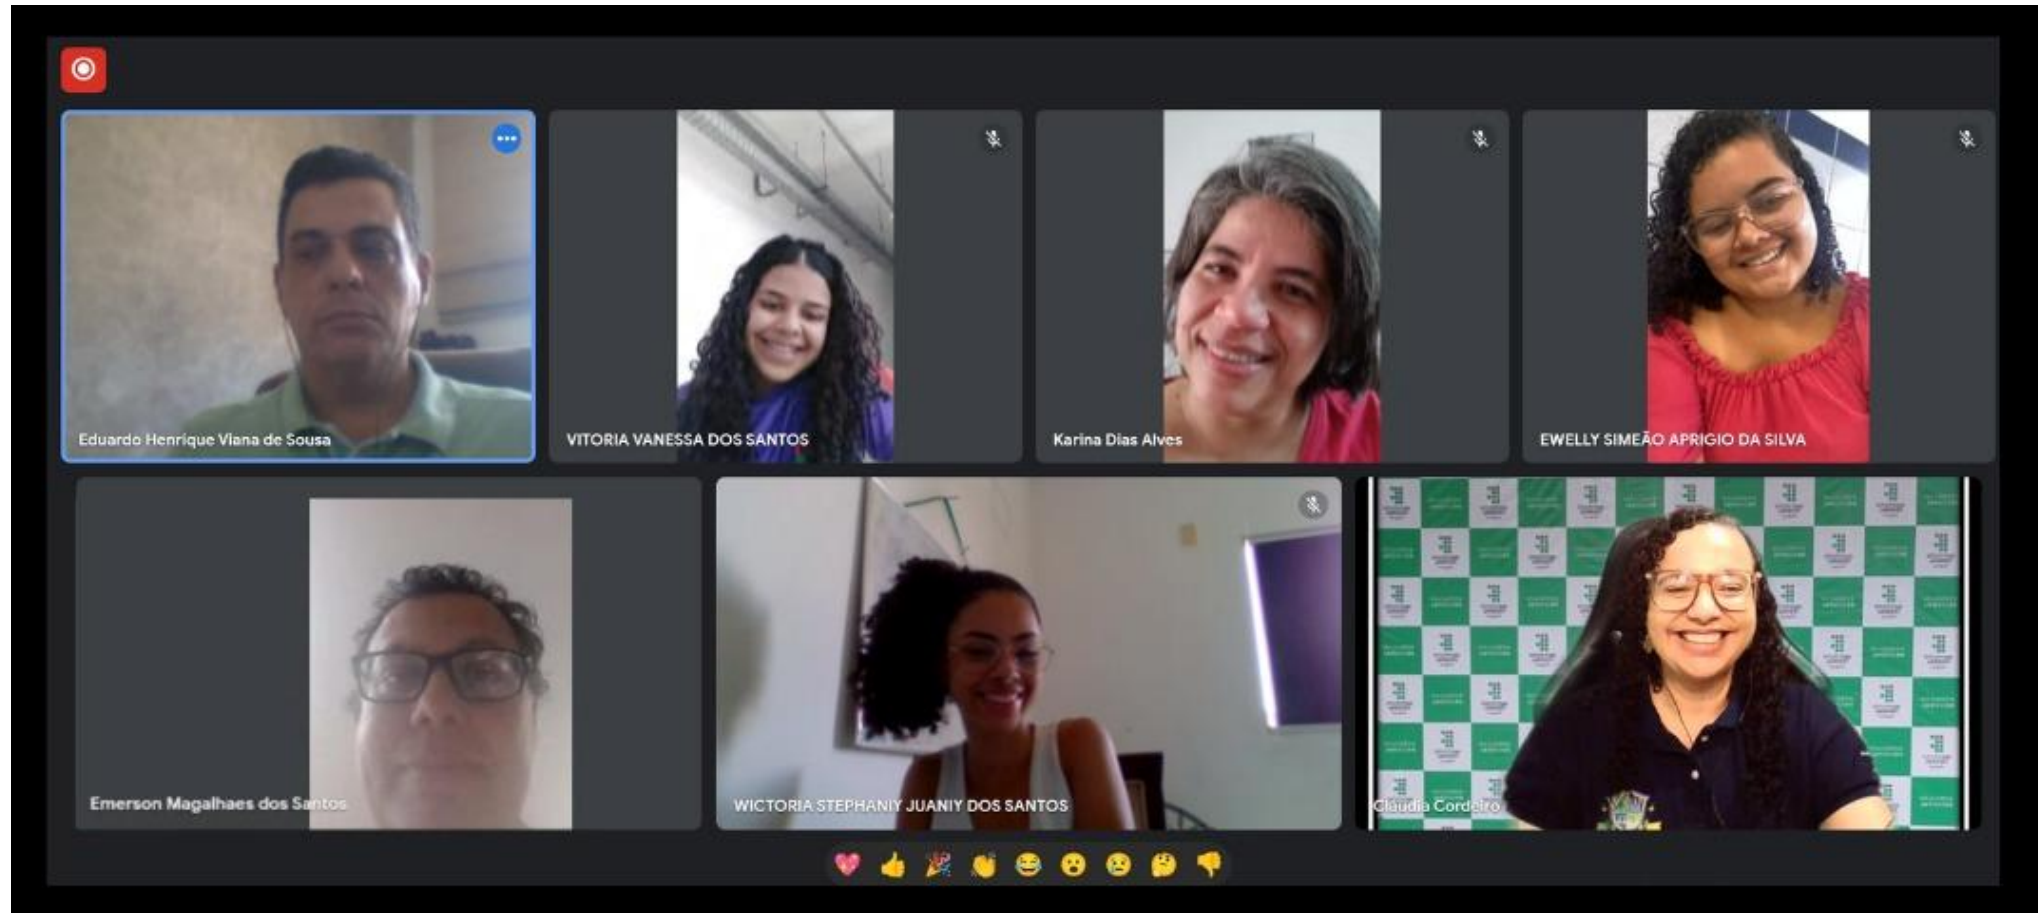 Eduardo Henrique Viana de Sousa
VITORIA VANESSA DOS SANTOS
Karina Dias Alves
EWELLY SIMEÃO APRIGIO DA SILVA
Emerson Magalhaes dos Santos
WICTORIA STEPHANIY JUANIY DOS SANTOS
Cláudia Cordeiro